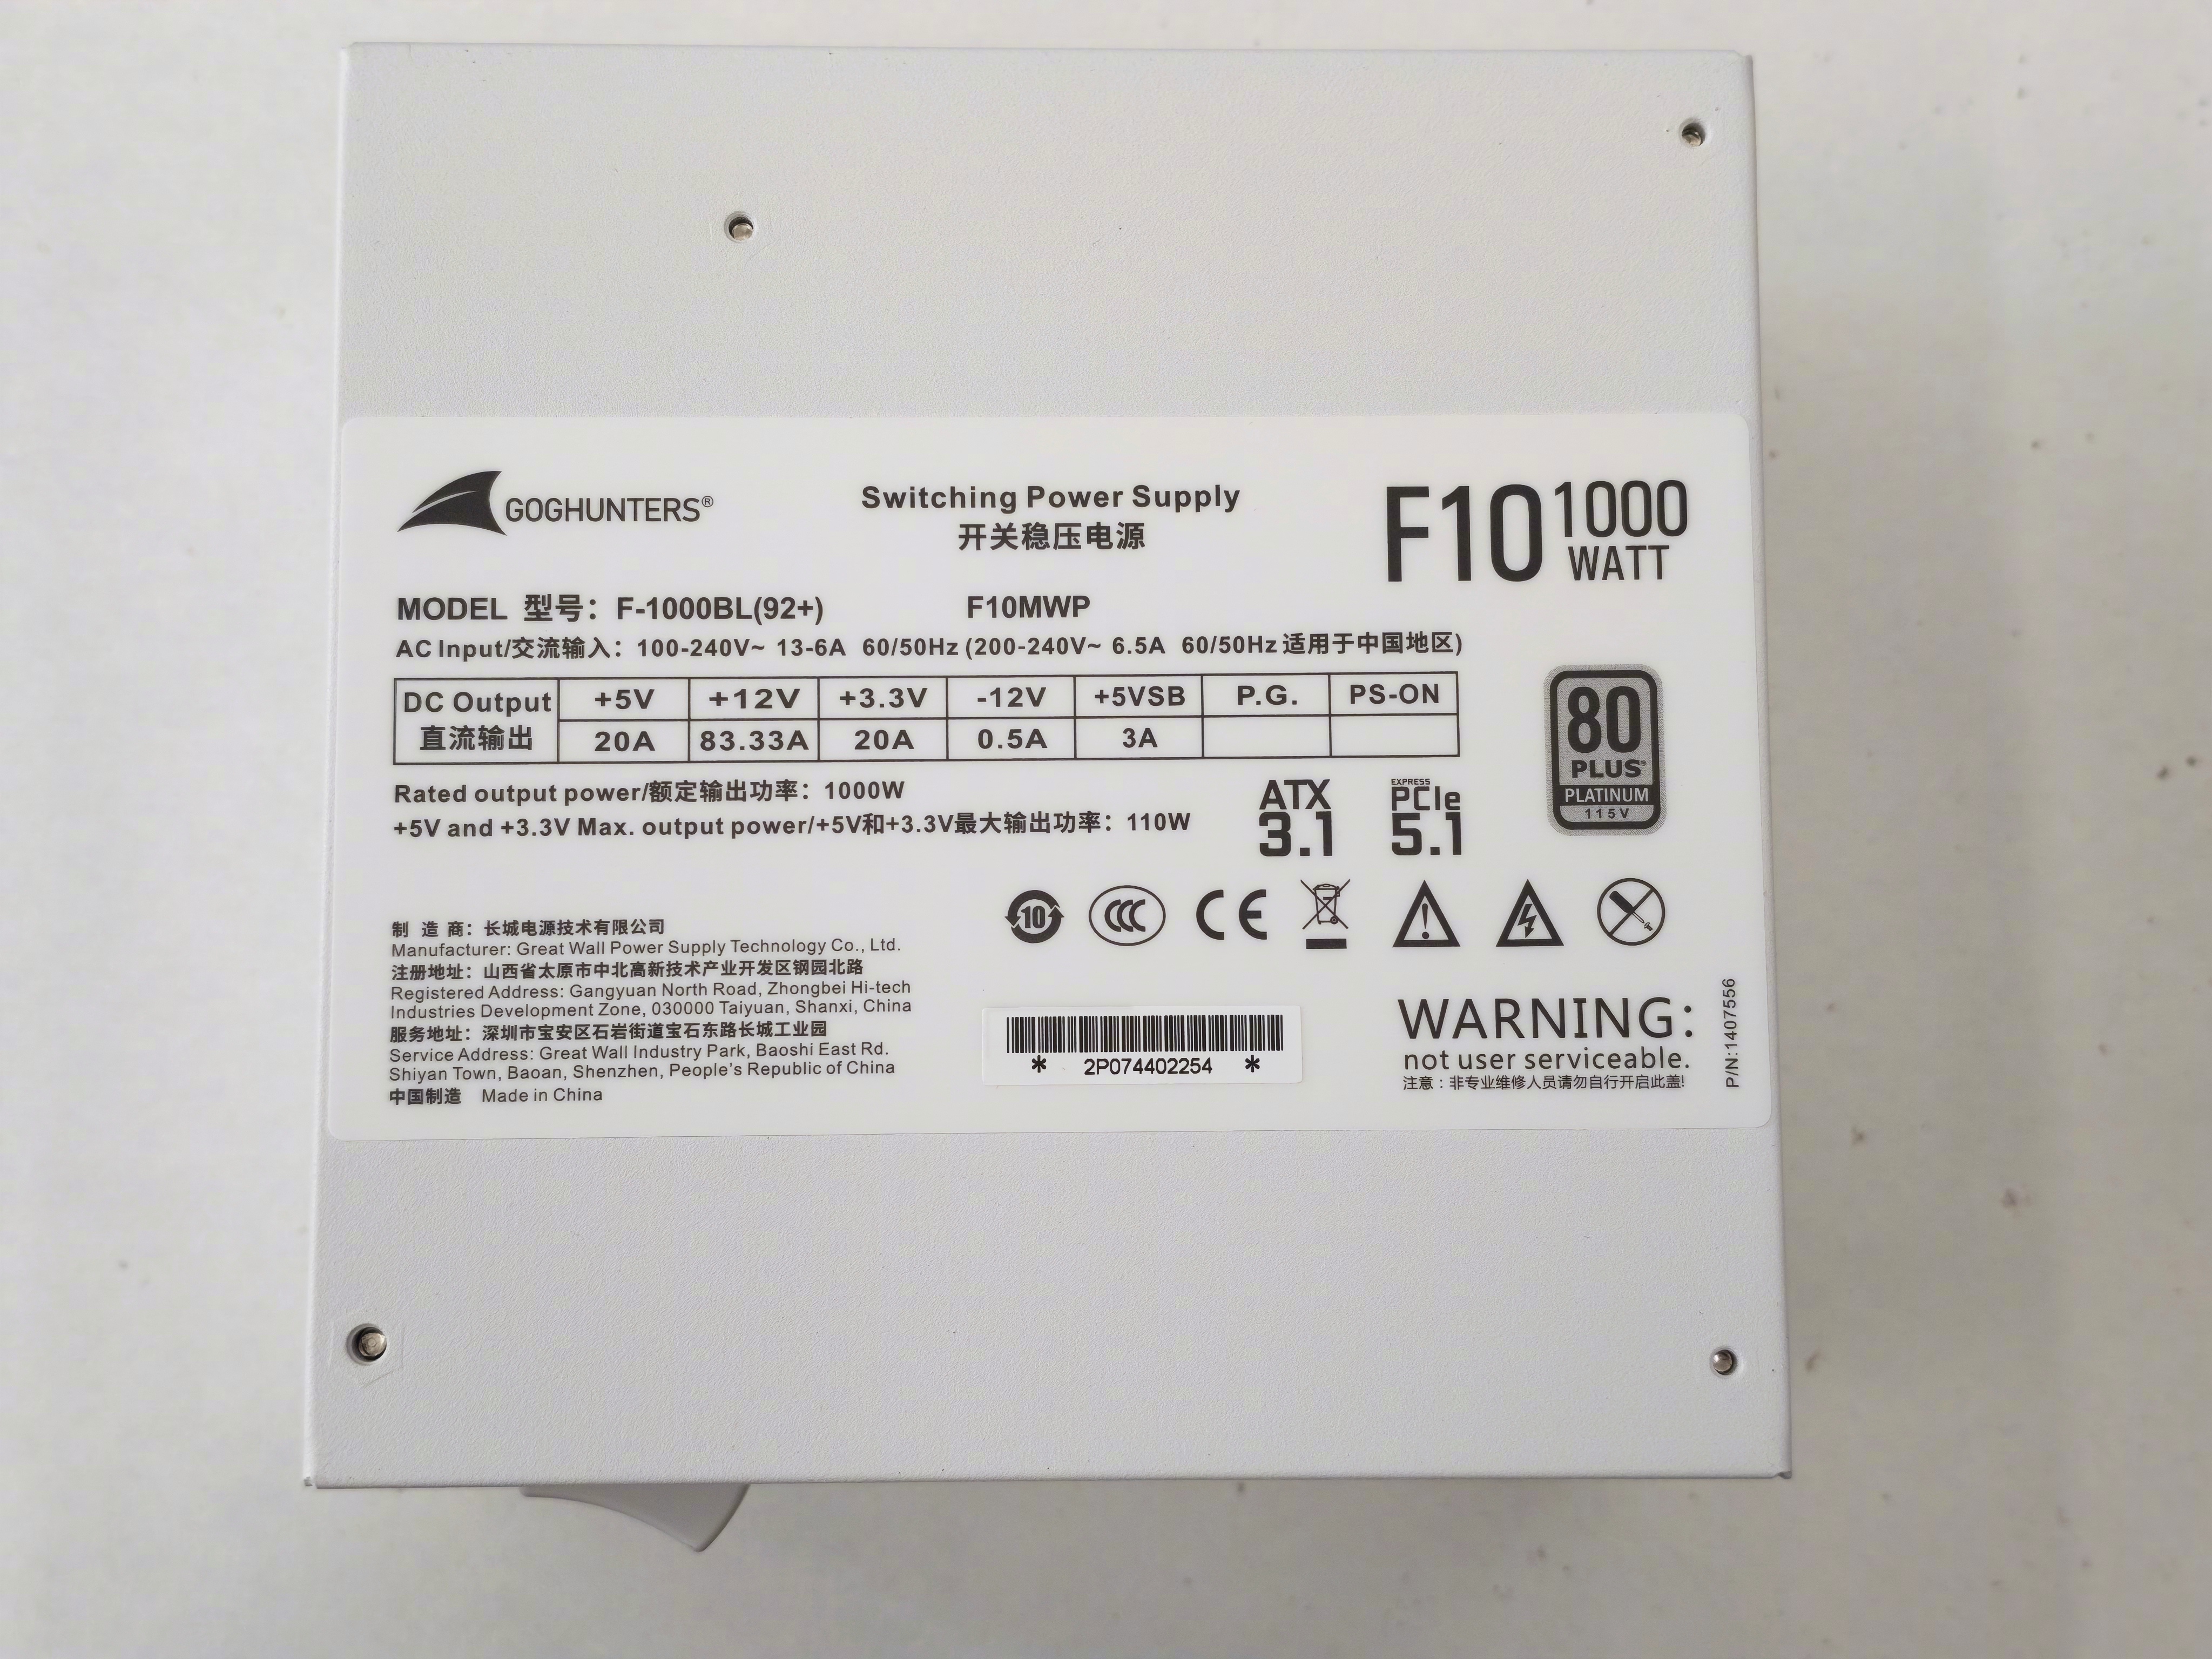 GOGHUNTERS®
Switching Power Supply
开关稳压电源
F10 1000
WATT
MODEL 型号：F-1000BL(92+) F10MWP
AC Input/交流输入：100-240V~ 13-6A 60/50Hz (200-240V~ 6.5A 60/50Hz 适用于中国地区)
DC Output +5V +12V +3.3V -12V +5VSB P.G. PS-ON
直流输出 20A 83.33A 20A 0.5A 3A
Rated output power/额定输出功率：1000W
+5V and +3.3V Max. output power/+5V和+3.3V最大输出功率：110W
ATX
3.1
EXPRESS
PCIe
5.1
80
PLUS
PLATINUM
115V
10
CCC
CE
制 造 商：长城电源技术有限公司
Manufacturer: Great Wall Power Supply Technology Co., Ltd.
注册地址：山西省太原市中北高新技术产业开发区钢园北路
Registered Address: Gangyuan North Road, Zhongbei Hi-tech
Industries Development Zone, 030000 Taiyuan, Shanxi, China
服务地址：深圳市宝安区石岩街道宝石东路长城工业园
Service Address: Great Wall Industry Park, Baoshi East Rd.
Shiyan Town, Baoan, Shenzhen, People's Republic of China
中国制造 Made in China
* 2P074402254 *
WARNING:
not user serviceable.
注意：非专业维修人员请勿自行开启此盖!
P/N:1407556